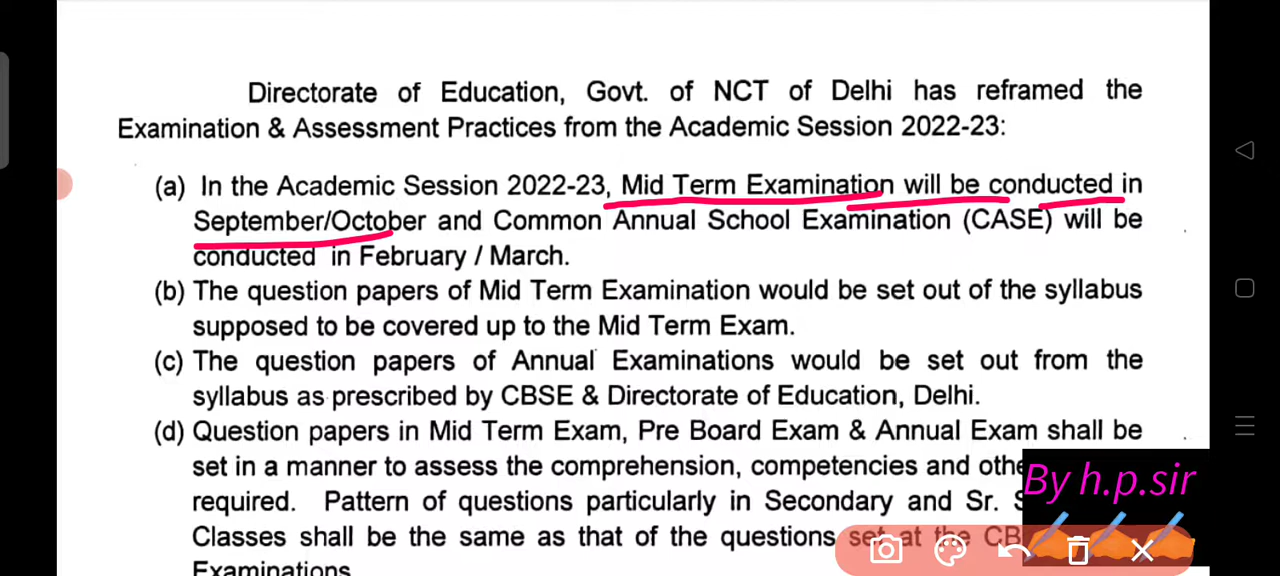 Directorate of Education, Govt. of NCT of Delhi has reframed the
Examination & Assessment Practices from the Academic Session 2022-23:
(a) In the Academic Session 2022-23, Mid Term Examination will be conducted in
September/October and Common Annual School Examination (CASE) will be
conducted in February / March.
(b) The question papers of Mid Term Examination would be set out of the syllabus
supposed to be covered up to the Mid Term Exam.
(c) The question papers of Annual Examinations would be set out from the
syllabus as prescribed by CBSE & Directorate of Education, Delhi.
(d) Question papers in Mid Term Exam, Pre Board Exam & Annual Exam shall be
set in a manner to assess the comprehension, competencies and
required. Pattern of questions particularly in Secondary and Sr.
Classes shall be the same as that of the questions set at the
Examinations
By h.p.sir